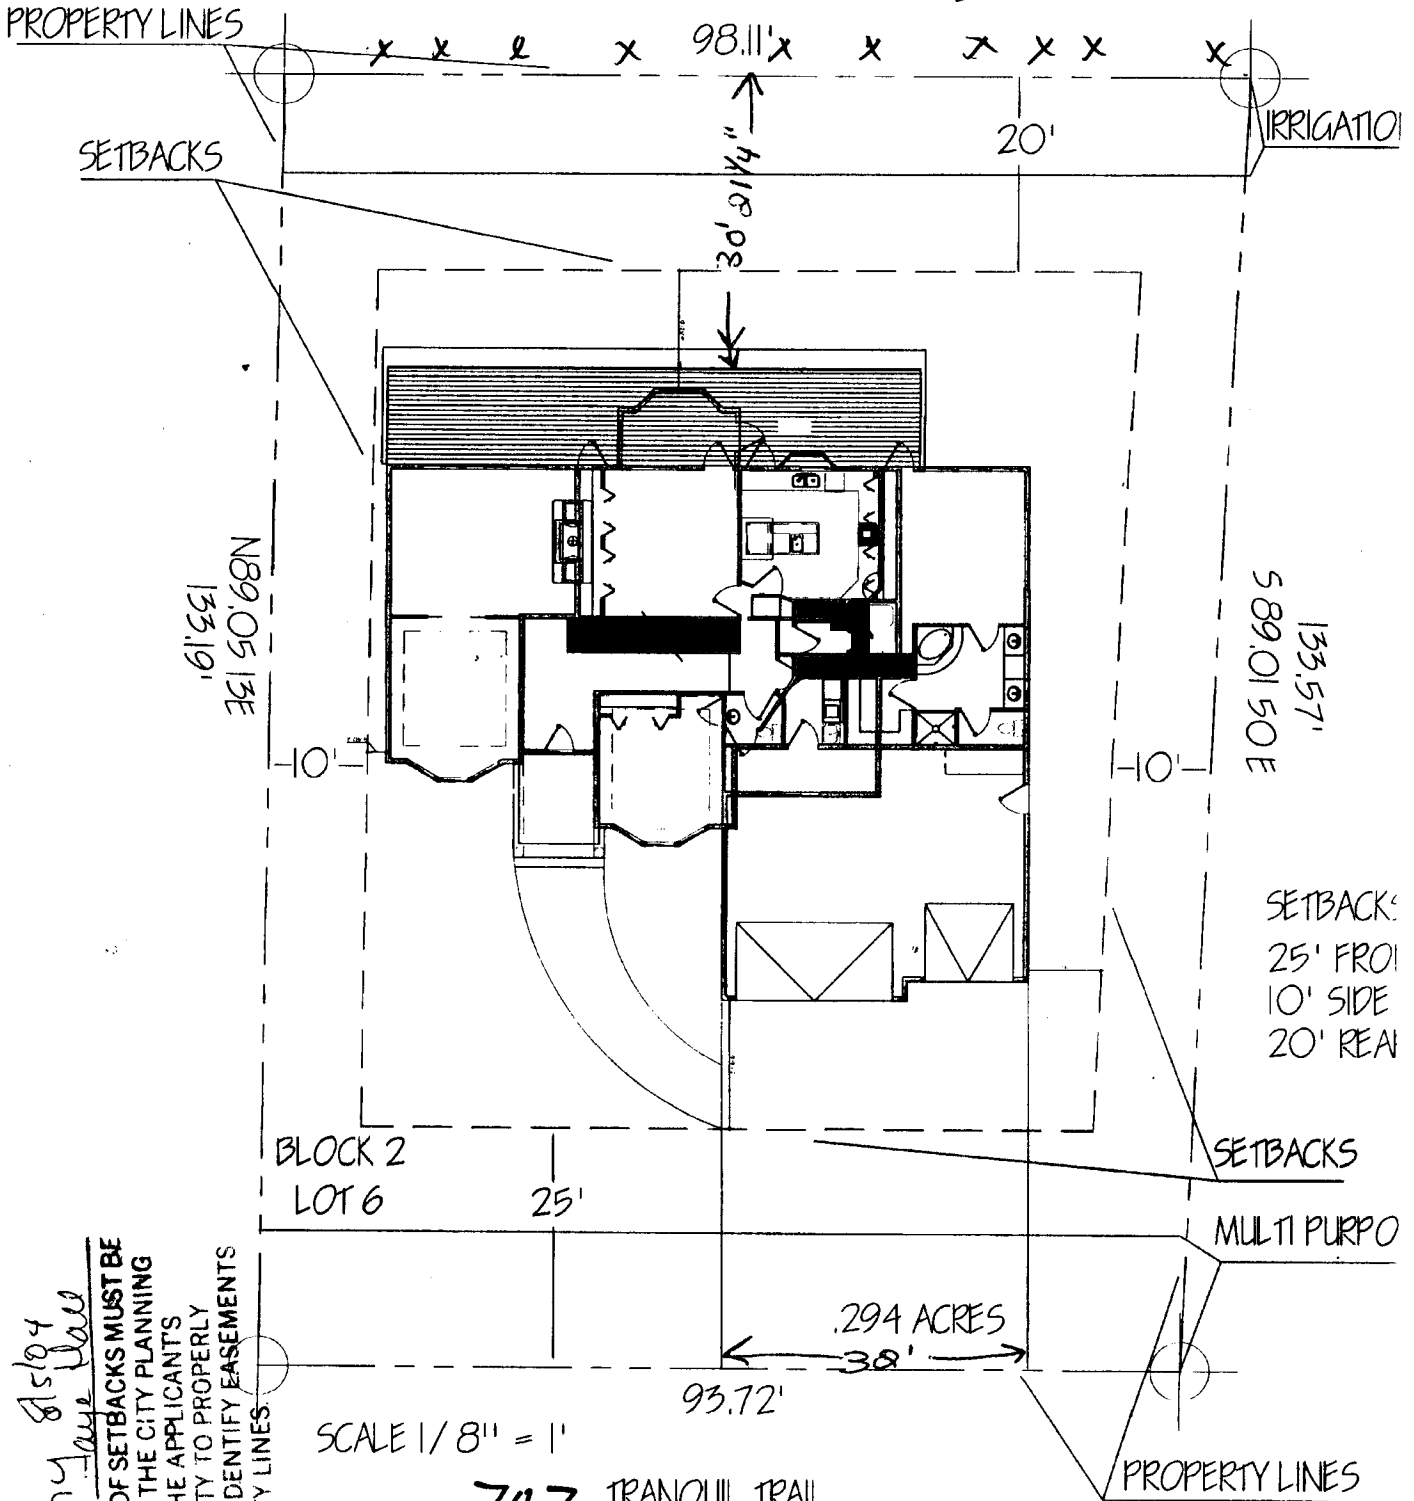 PROPERTY LINES
98.11'
x x x x x x x x x
20'
IRRIGATIO
SETBACKS
30' 2 1/4"
N89.05 13E
133.19'
133.57'
S 89.01 50 E
10'
10'
SETBACKS
25' FRO
10' SIDE
20' REA
BLOCK 2
LOT 6
25'
SETBACKS
MULTI PURPO
.294 ACRES
93.72'
SCALE 1/8" = 1'
TRANQUIL TRAIL
PROPERTY LINES
8/5/04
OF SETBACKS MUST BE
THE CITY PLANNING
HE APPLICANT'S
TY TO PROPERLY
DENTIFY EASEMENTS
Y LINES.